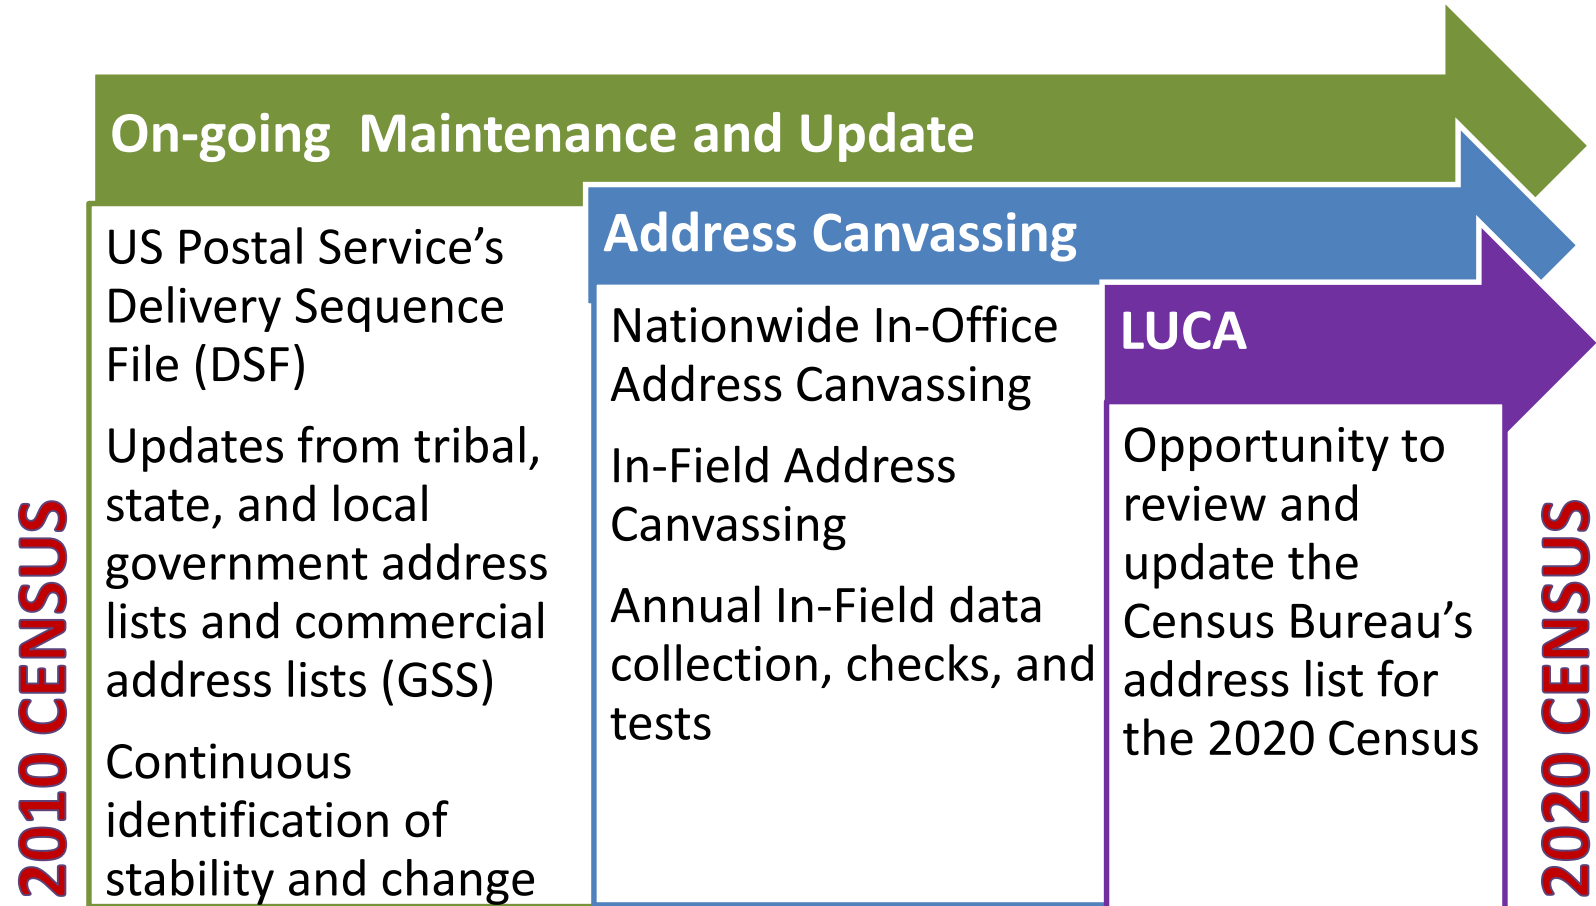 2010 CENSUS
On-going  Maintenance and Update
US Postal Service’s
Delivery Sequence
File (DSF)
Updates from tribal,
state, and local
government address
lists and commercial
address lists (GSS)
Continuous
identification of
stability and change
Address Canvassing
Nationwide In-Office
Address Canvassing
In-Field Address
Canvassing
Annual In-Field data
collection, checks, and
tests
LUCA
Opportunity to
review and
update the
Census Bureau’s
address list for
the 2020 Census
2020 CENSUS